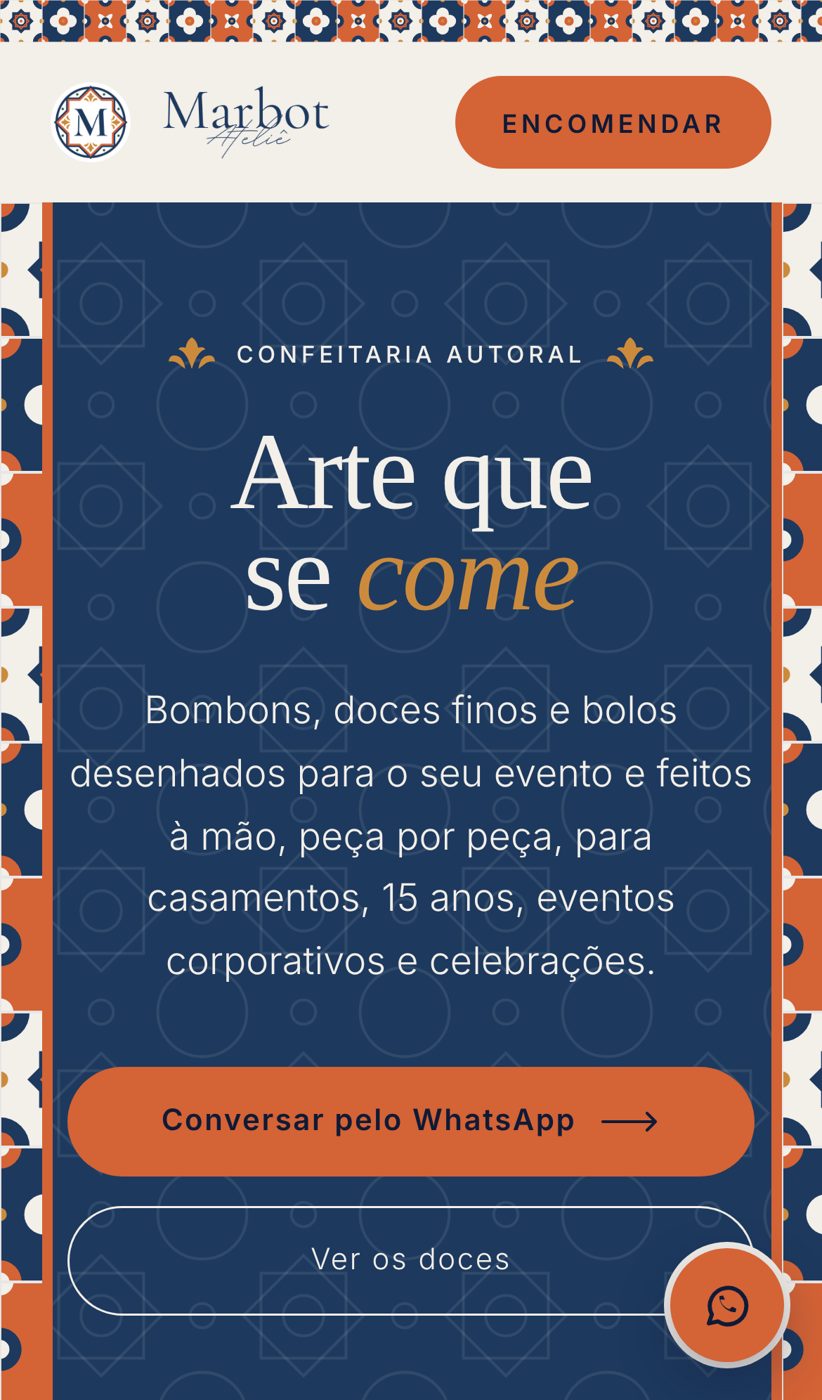 M
Marbot
Ateliê
ENCOMENDAR
CONFEITARIA AUTORAL
Arte que
se come
Bombons, doces finos e bolos
desenhados para o seu evento e feitos
à mão, peça por peça, para
casamentos, 15 anos, eventos
corporativos e celebrações.
Conversar pelo WhatsApp
Ver os doces